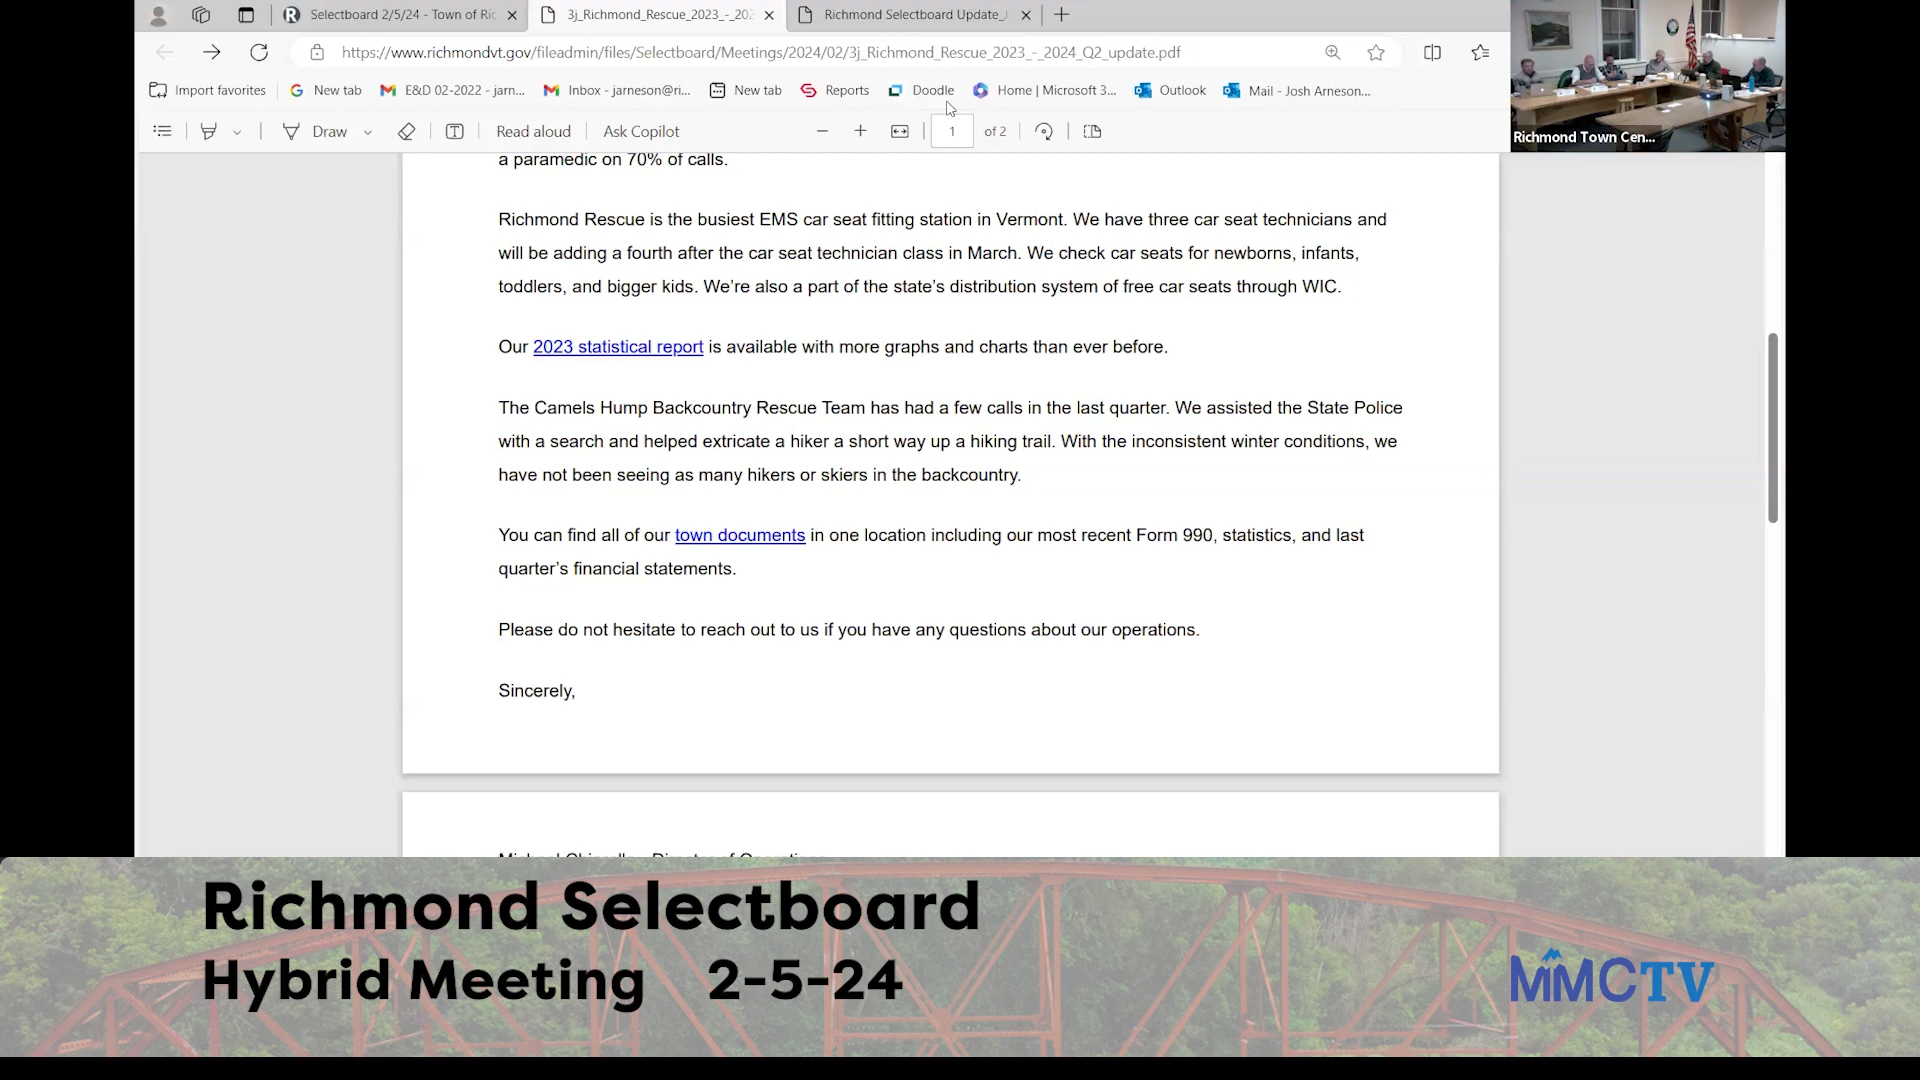 Selectboard 2/5/24 - Town of Ric
3j_Richmond_Rescue_2023_-_202
Richmond Selectboard Update_J
https://www.richmondvt.gov/fileadmin/files/Selectboard/Meetings/2024/02/3j_Richmond_Rescue_2023_-_2024_Q2_update.pdf
Import favorites
New tab
E&D 02-2022 - jarn...
Inbox - jarneson@ri...
New tab
Reports
Doodle
Home | Microsoft 3...
Outlook
Mail - Josh Arneson...
Draw
Read aloud
Ask Copilot
1 of 2
Richmond Town Cen...
a paramedic on 70% of calls.
Richmond Rescue is the busiest EMS car seat fitting station in Vermont. We have three car seat technicians and
will be adding a fourth after the car seat technician class in March. We check car seats for newborns, infants,
toddlers, and bigger kids. We’re also a part of the state’s distribution system of free car seats through WIC.
Our 2023 statistical report is available with more graphs and charts than ever before.
The Camels Hump Backcountry Rescue Team has had a few calls in the last quarter. We assisted the State Police
with a search and helped extricate a hiker a short way up a hiking trail. With the inconsistent winter conditions, we
have not been seeing as many hikers or skiers in the backcountry.
You can find all of our town documents in one location including our most recent Form 990, statistics, and last
quarter’s financial statements.
Please do not hesitate to reach out to us if you have any questions about our operations.
Sincerely,
Richmond Selectboard
Hybrid Meeting 2-5-24
MMCTV